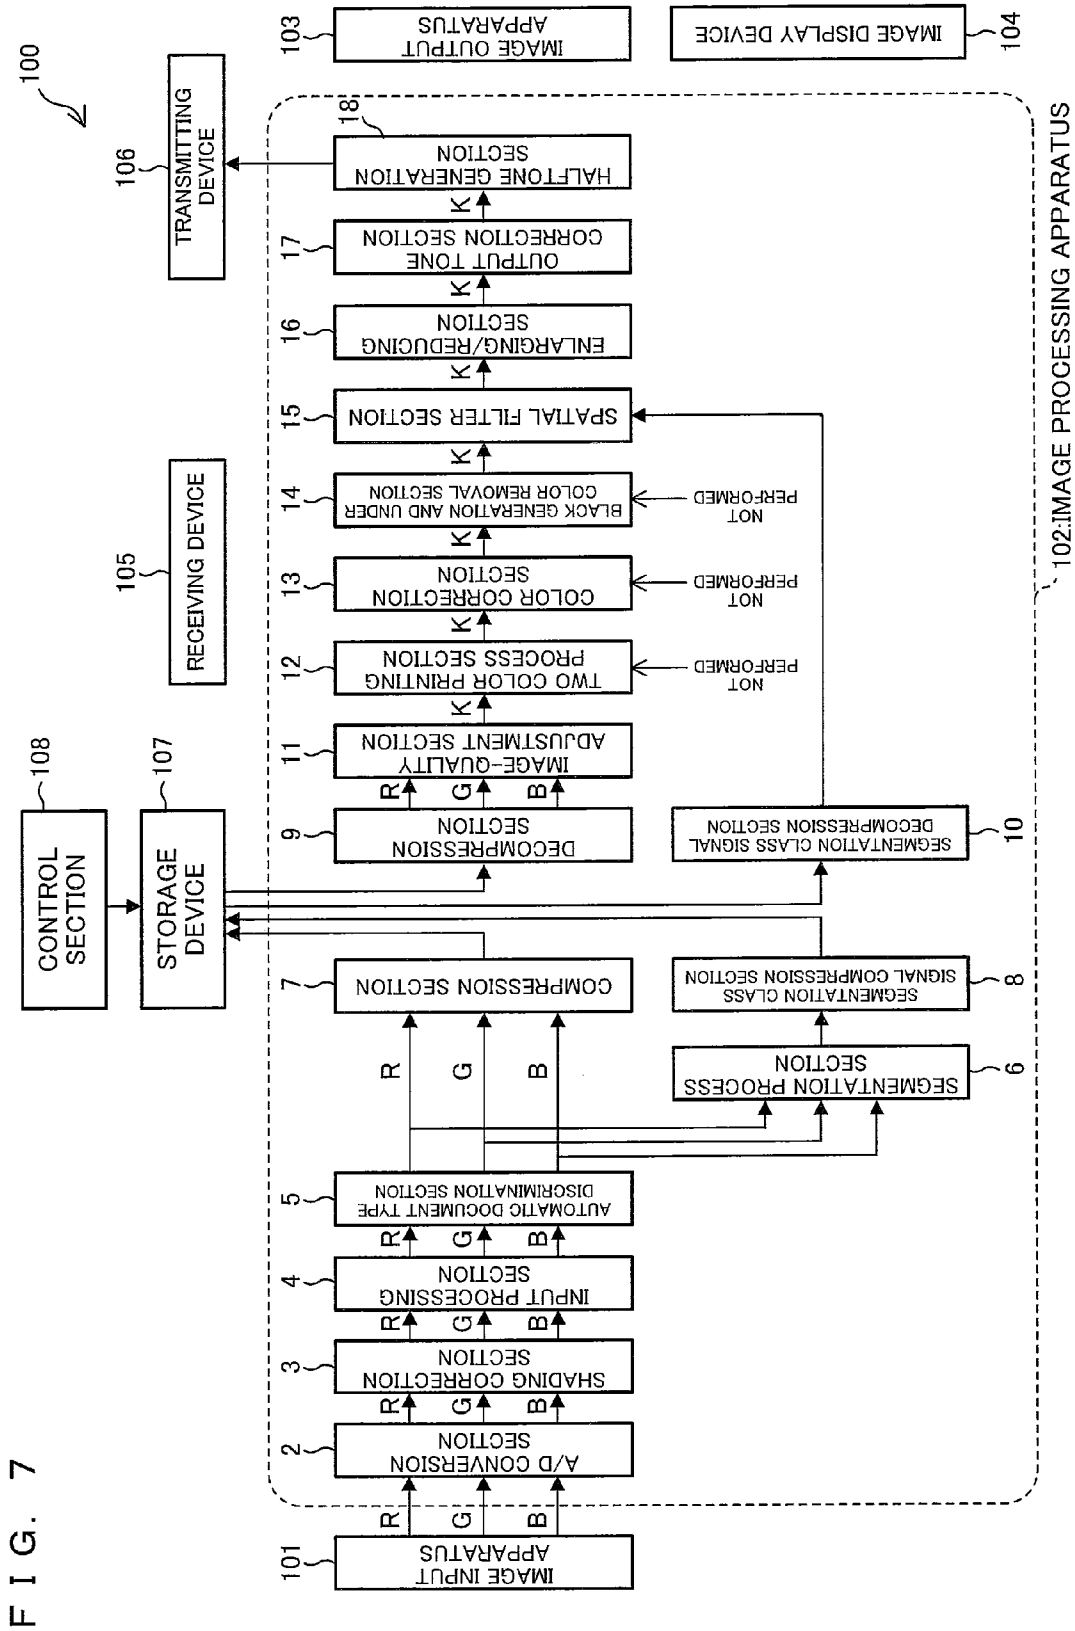 FIG. 7
100
CONTROL
SECTION
108
STORAGE
DEVICE
107
RECEIVING DEVICE
105
TRANSMITTING
DEVICE
106
IMAGE INPUT
APPARATUS
101
R
G
B
A/D CONVERSION
SECTION
2
R
G
B
SHADING CORRECTION
SECTION
3
R
G
B
INPUT PROCESSING
SECTION
4
R
G
B
AUTOMATIC DOCUMENT TYPE
DISCRIMINATION SECTION
5
R
G
B
COMPRESSION SECTION
7
DECOMPRESSION
SECTION
9
R
G
B
IMAGE-QUALITY
ADJUSTMENT SECTION
11
K
TWO COLOR PRINTING
PROCESS SECTION
12
K
COLOR CORRECTION
SECTION
13
K
BLACK GENERATION AND UNDER
COLOR REMOVAL SECTION
14
K
SPATIAL FILTER SECTION
15
K
ENLARGING/REDUCING
SECTION
16
K
OUTPUT TONE
CORRECTION SECTION
17
K
HALFTONE GENERATION
SECTION
18
IMAGE OUTPUT
APPARATUS
103
SEGMENTATION PROCESS
SECTION
6
SEGMENTATION CLASS
SIGNAL COMPRESSION SECTION
8
SEGMENTATION CLASS SIGNAL
DECOMPRESSION SECTION
10
NOT
PERFORMED
NOT
PERFORMED
NOT
PERFORMED
IMAGE DISPLAY DEVICE
104
102:IMAGE PROCESSING APPARATUS